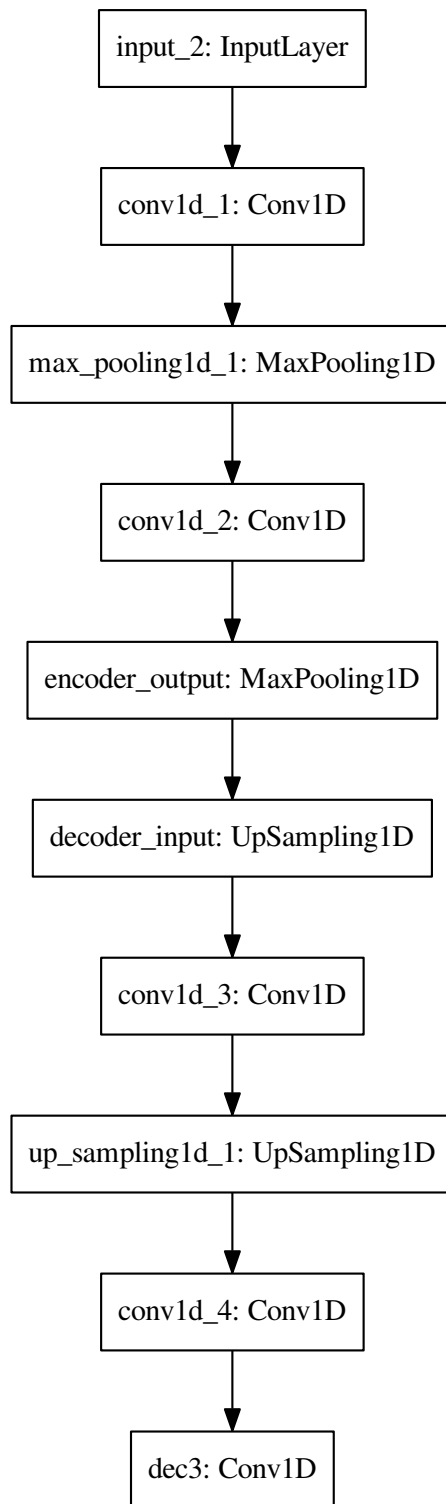 input_2: InputLayer
conv1d_1: Conv1D
max_pooling1d_1: MaxPooling1D
conv1d_2: Conv1D
encoder_output: MaxPooling1D
decoder_input: UpSampling1D
conv1d_3: Conv1D
up_sampling1d_1: UpSampling1D
conv1d_4: Conv1D
dec3: Conv1D